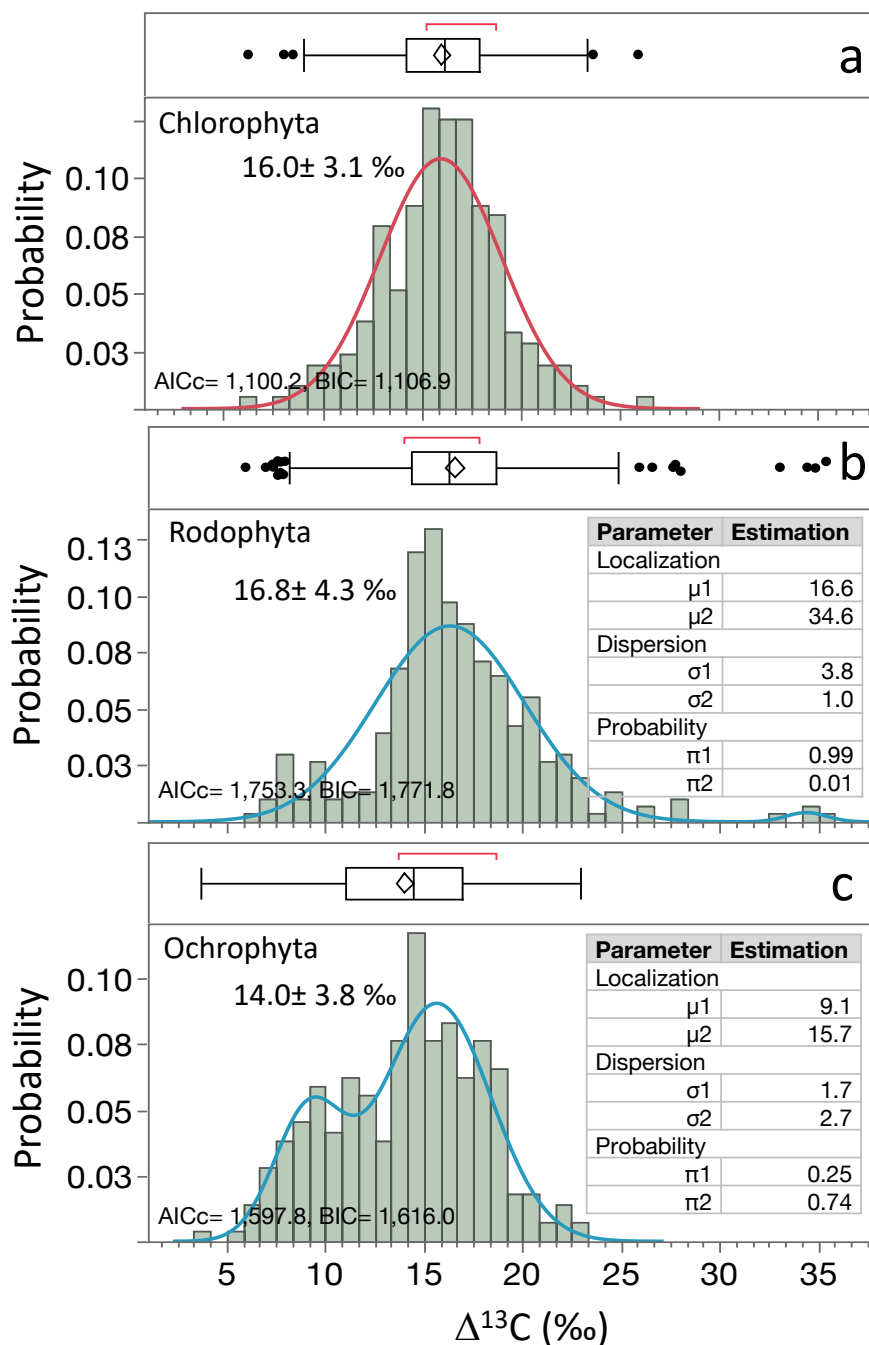 a
Chlorophyta
16.0± 3.1 ‰
Probability
0.10
0.08
0.05
0.03
AICc= 1,100.2, BIC= 1,106.9
b
Rodophyta
16.8± 4.3 ‰
Probability
0.13
0.10
0.08
0.05
0.03
AICc= 1,753.3, BIC= 1,771.8
Parameter Estimation
Localization
μ1 16.6
μ2 34.6
Dispersion
σ1 3.8
σ2 1.0
Probability
π1 0.99
π2 0.01
c
Ochrophyta
14.0± 3.8 ‰
Probability
0.10
0.08
0.05
0.03
AICc= 1,597.8, BIC= 1,616.0
Parameter Estimation
Localization
μ1 9.1
μ2 15.7
Dispersion
σ1 1.7
σ2 2.7
Probability
π1 0.25
π2 0.74
5 10 15 20 25 30 35
Δ¹³C (‰)